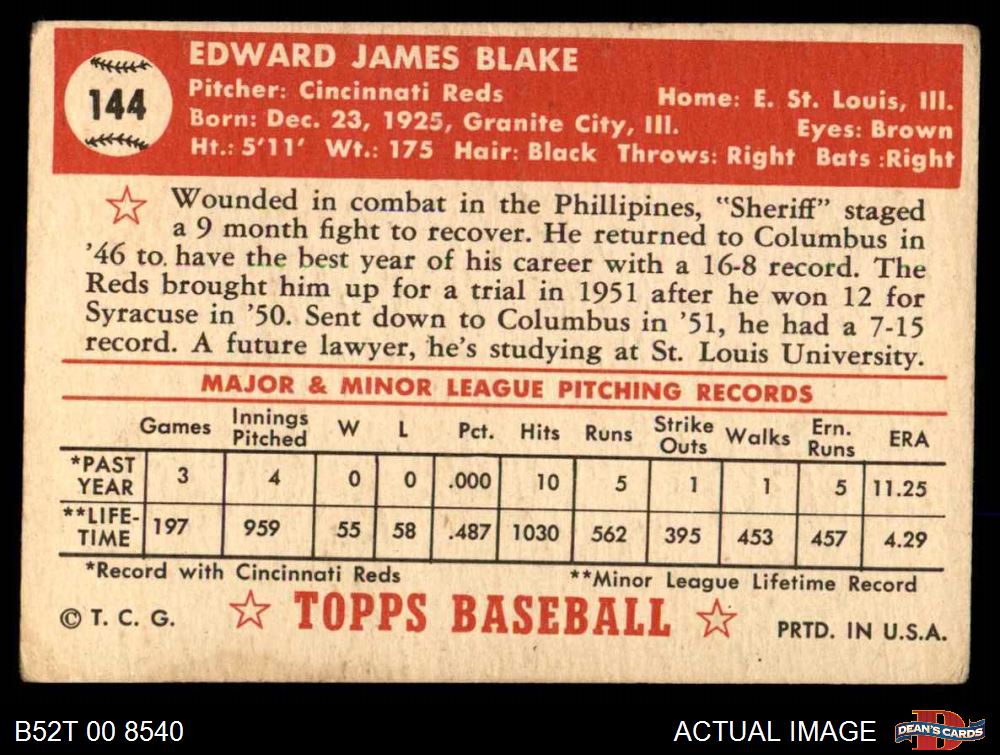 144
EDWARD JAMES BLAKE
Pitcher: Cincinnati Reds Home: E. St. Louis, Ill.
Born: Dec. 23, 1925, Granite City, Ill. Eyes: Brown
Ht.: 5'11' Wt.: 175 Hair: Black Throws: Right Bats :Right
Wounded in combat in the Phillipines, "Sheriff" staged
a 9 month fight to recover. He returned to Columbus in
'46 to. have the best year of his career with a 16-8 record. The
Reds brought him up for a trial in 1951 after he won 12 for
Syracuse in '50. Sent down to Columbus in '51, he had a 7-15
record. A future lawyer, he's studying at St. Louis University.
MAJOR & MINOR LEAGUE PITCHING RECORDS
Games Innings Pitched W L Pct. Hits Runs Strike Outs Walks Ern. Runs ERA
*PAST YEAR 3 4 0 0 .000 10 5 1 1 5 11.25
**LIFE-TIME 197 959 55 58 .487 1030 562 395 453 457 4.29
*Record with Cincinnati Reds **Minor League Lifetime Record
© T. C. G. TOPPS BASEBALL PRTD. IN U.S.A.
B52T 00 8540 ACTUAL IMAGE DEAN'S CARDS